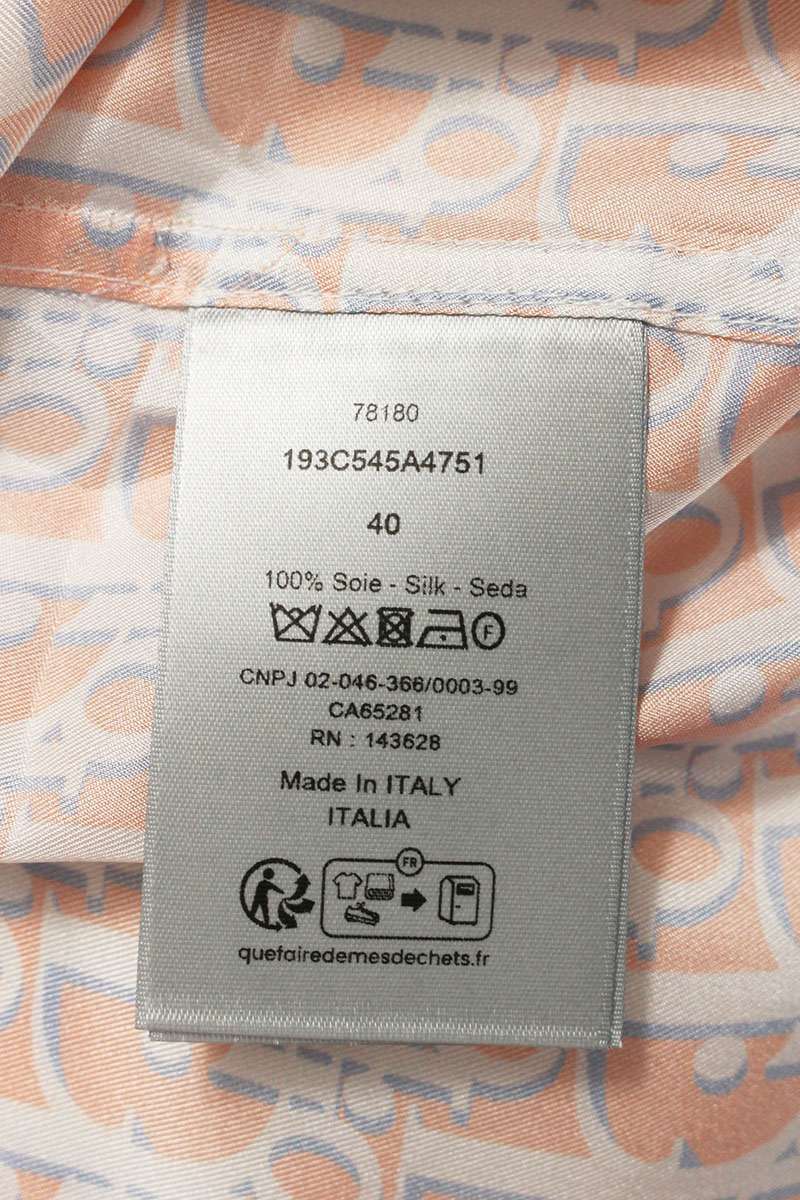 78180
193C545A4751
40
100% Soie - Silk - Seda
F
CNPJ 02-046-366/0003-99
CA65281
RN : 143628
Made In ITALY
ITALIA
FR
quefairedemesdechets.fr